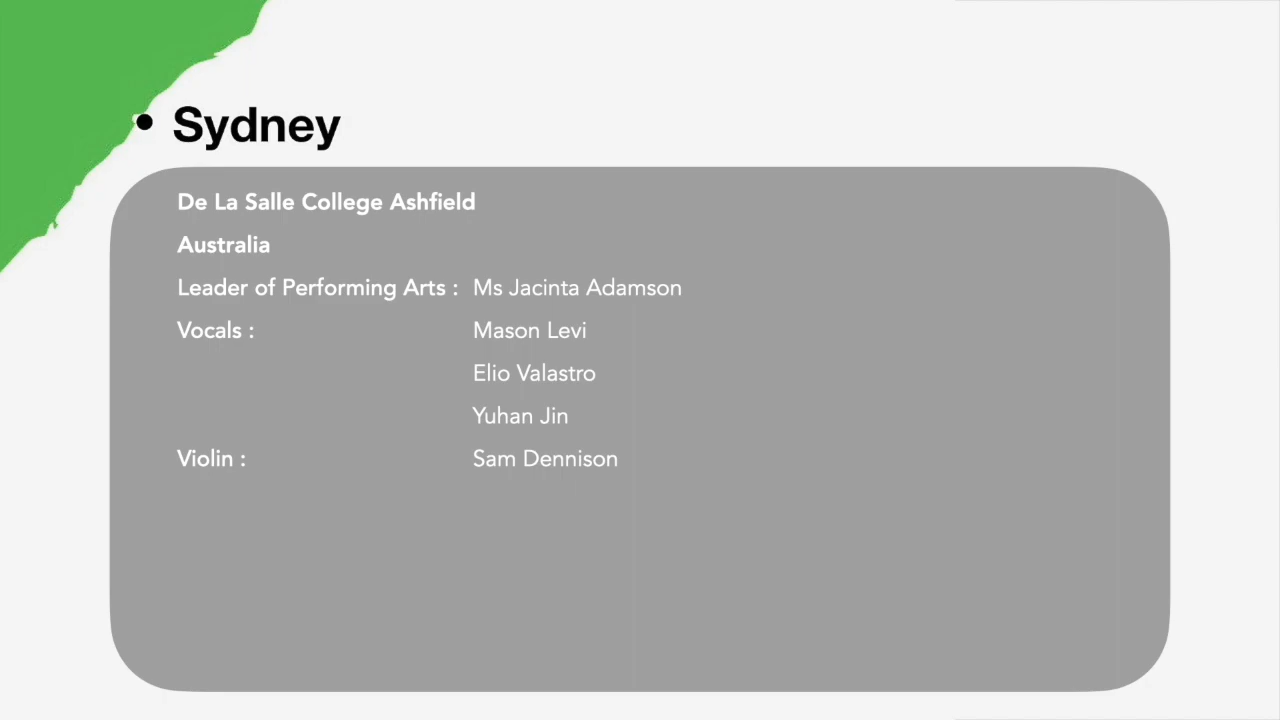 • Sydney
De La Salle College Ashfield
Australia
Leader of Performing Arts : Ms Jacinta Adamson
Vocals : Mason Levi
Elio Valastro
Yuhan Jin
Violin : Sam Dennison